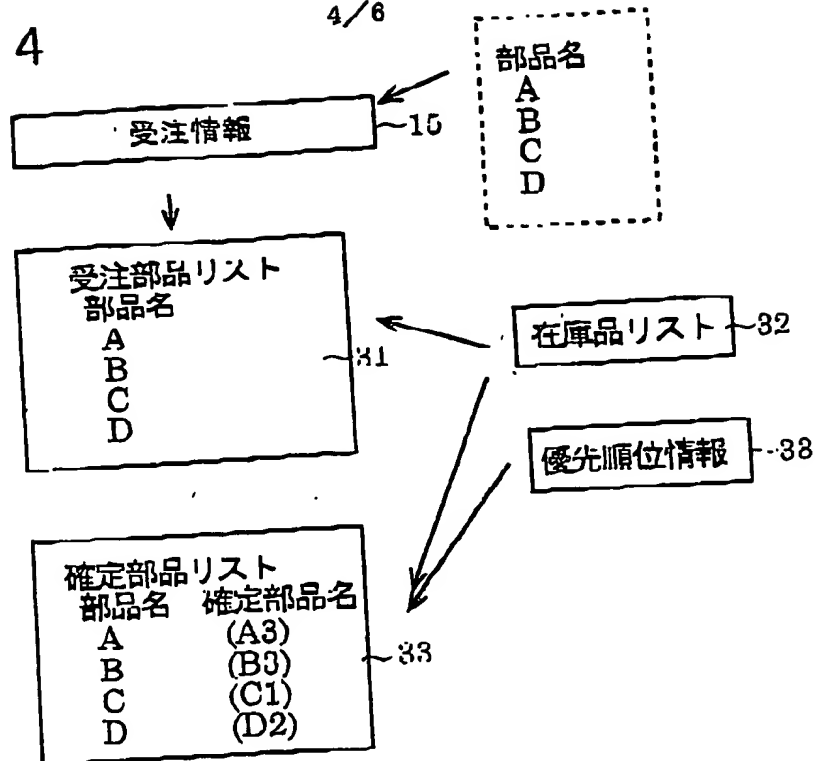 4/6
4
部品名
A
B
C
D
受注情報
15
受注部品リスト
部品名
A
B
C
D
31
在庫品リスト
32
優先順位情報
38
確定部品リスト
部品名 確定部品名
A (A3)
B (B3)
C (C1)
D (D2)
33